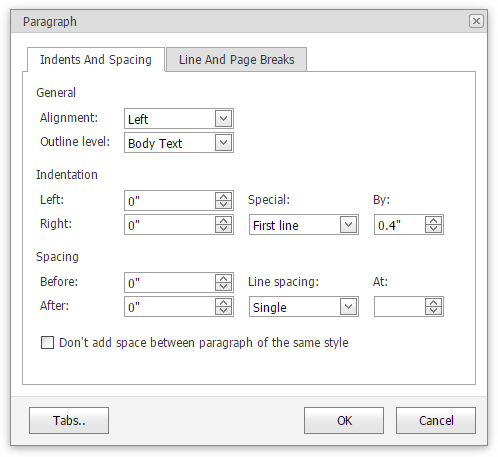 Paragraph
Indents And Spacing Line And Page Breaks
General
Alignment: Left
Outline level: Body Text
Indentation
Left: 0" Special: By:
Right: 0" First line 0.4"
Spacing
Before: 0" Line spacing: At:
After: 0" Single
Don't add space between paragraph of the same style
Tabs.. OK Cancel